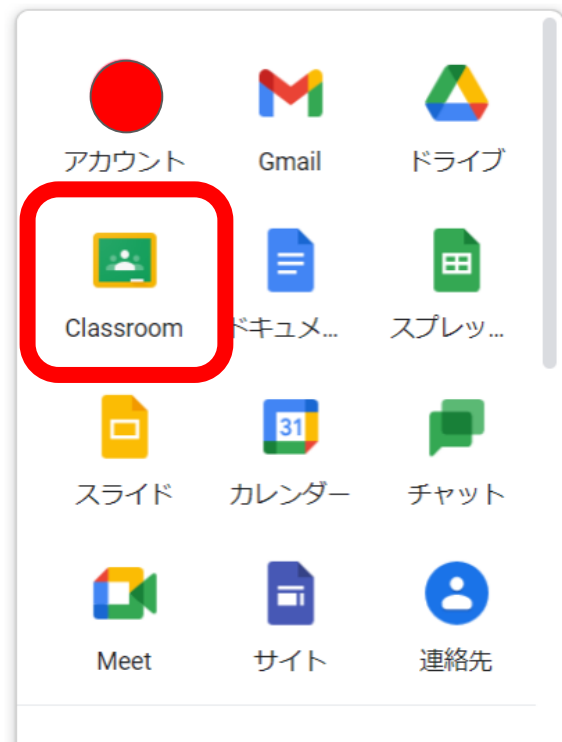 アカウント Gmail ドライブ
Classroom ドキュメ... スプレッ...
31
スライド カレンダー チャット
Meet サイト 連絡先